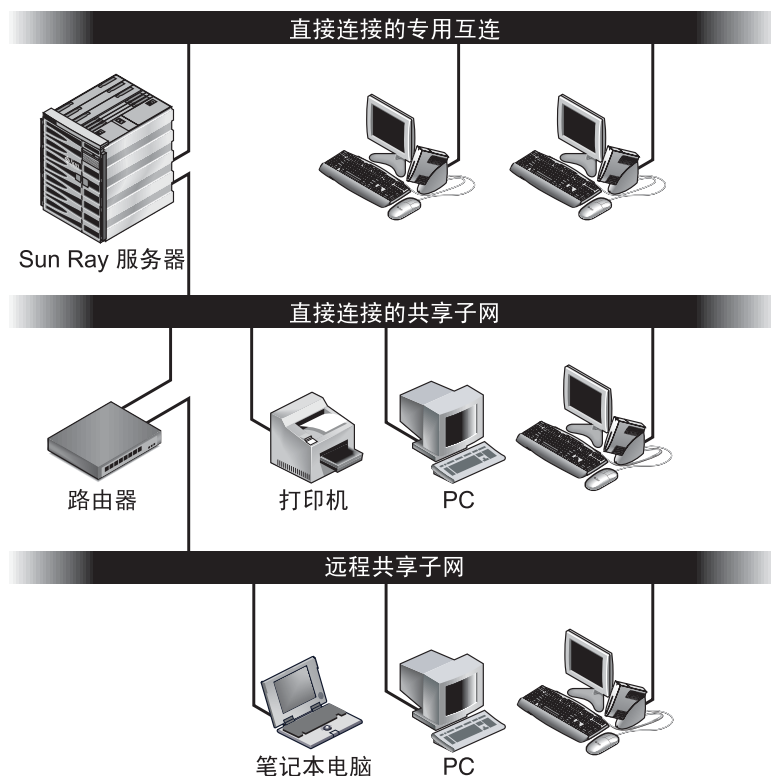 直接连接的专用互连
Sun Ray 服务器
直接连接的共享子网
路由器
打印机
PC
远程共享子网
笔记本电脑
PC